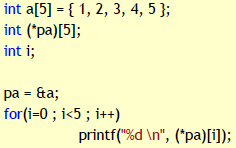 int a[5] = { 1, 2, 3, 4, 5 };
int (*pa)[5];
int i;
pa = &a;
for(i=0 ; i<5 ; i++)
printf("%d \n", (*pa)[i]);